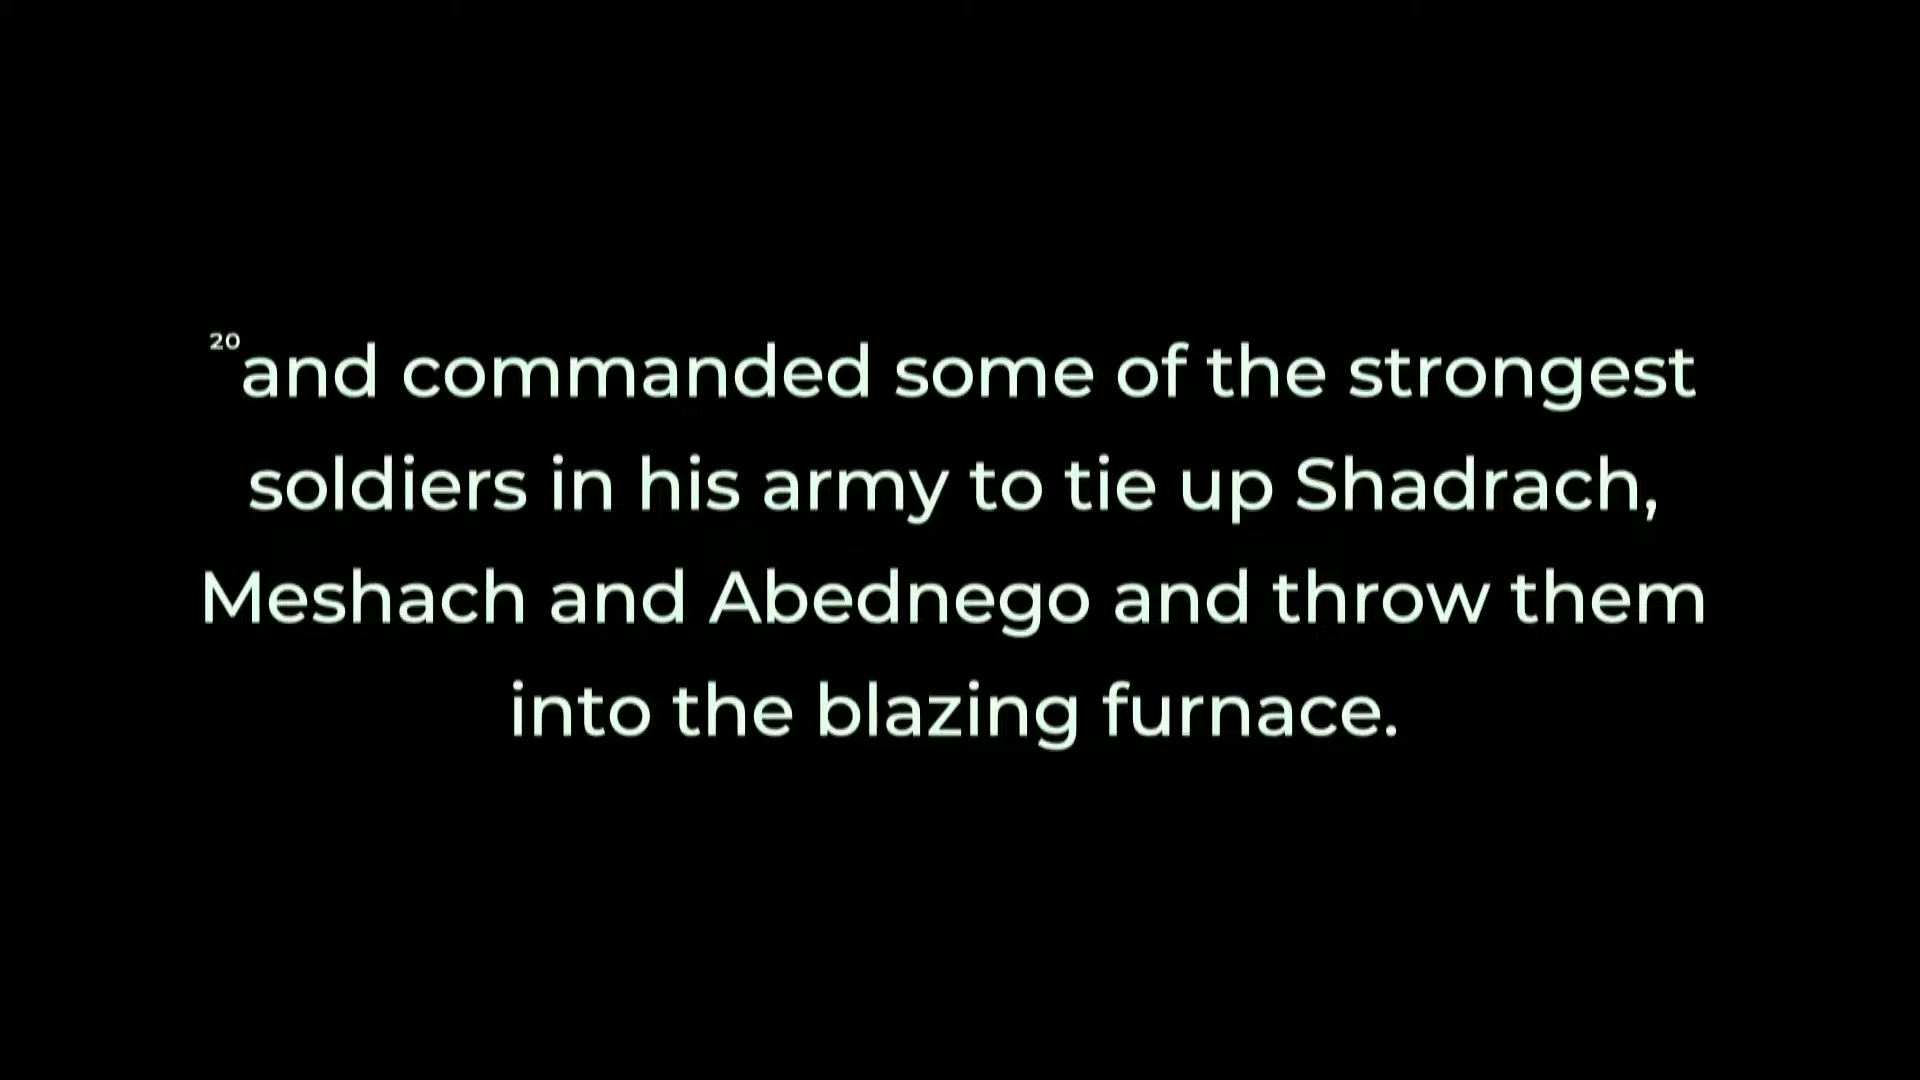 20and commanded some of the strongest
soldiers in his army to tie up Shadrach,
Meshach and Abednego and throw them
into the blazing furnace.